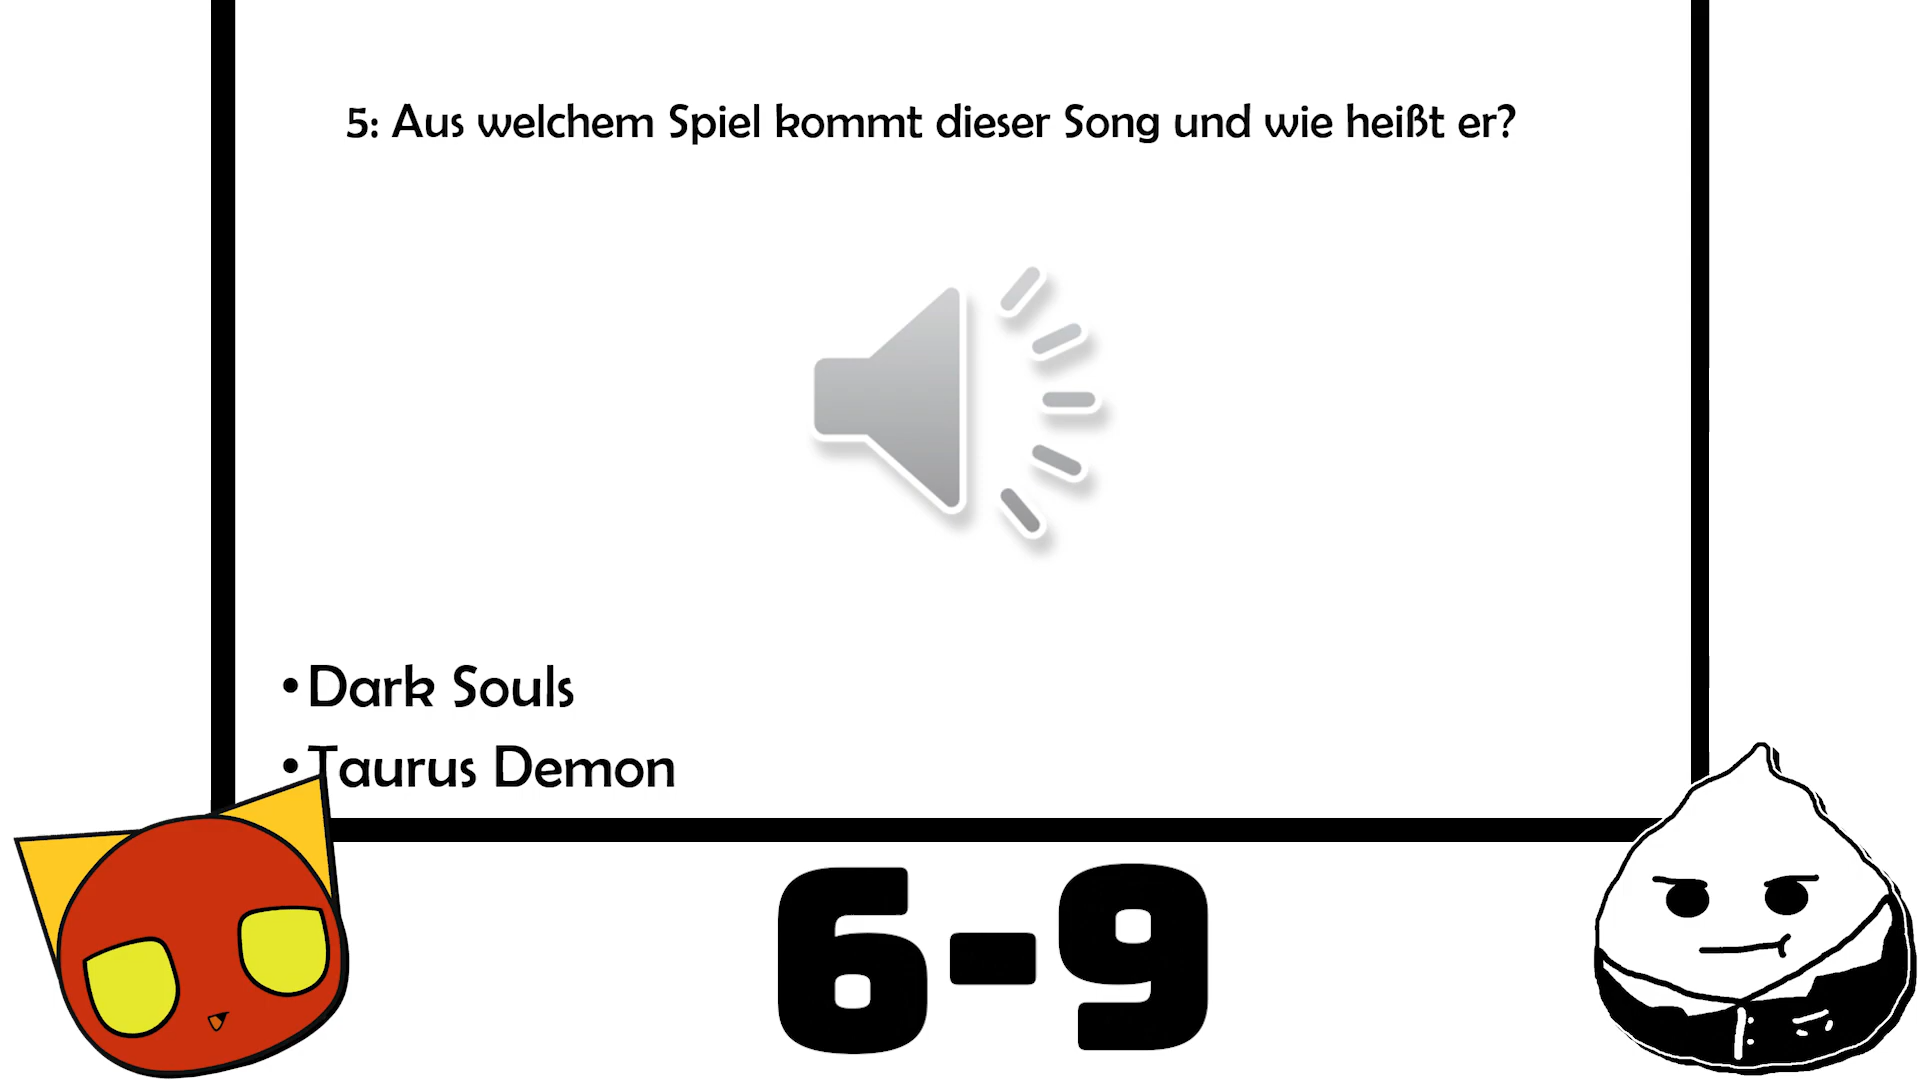 5: Aus welchem Spiel kommt dieser Song und wie heißt er?
• Dark Souls
• Taurus Demon
6-9